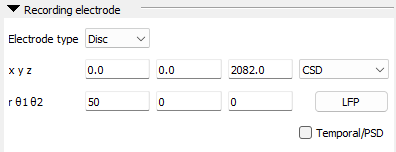 Recording electrode
Electrode type Disc
x y z 0.0 0.0 2082.0 CSD
r θ1 θ2 50 0 0 LFP
Temporal/PSD